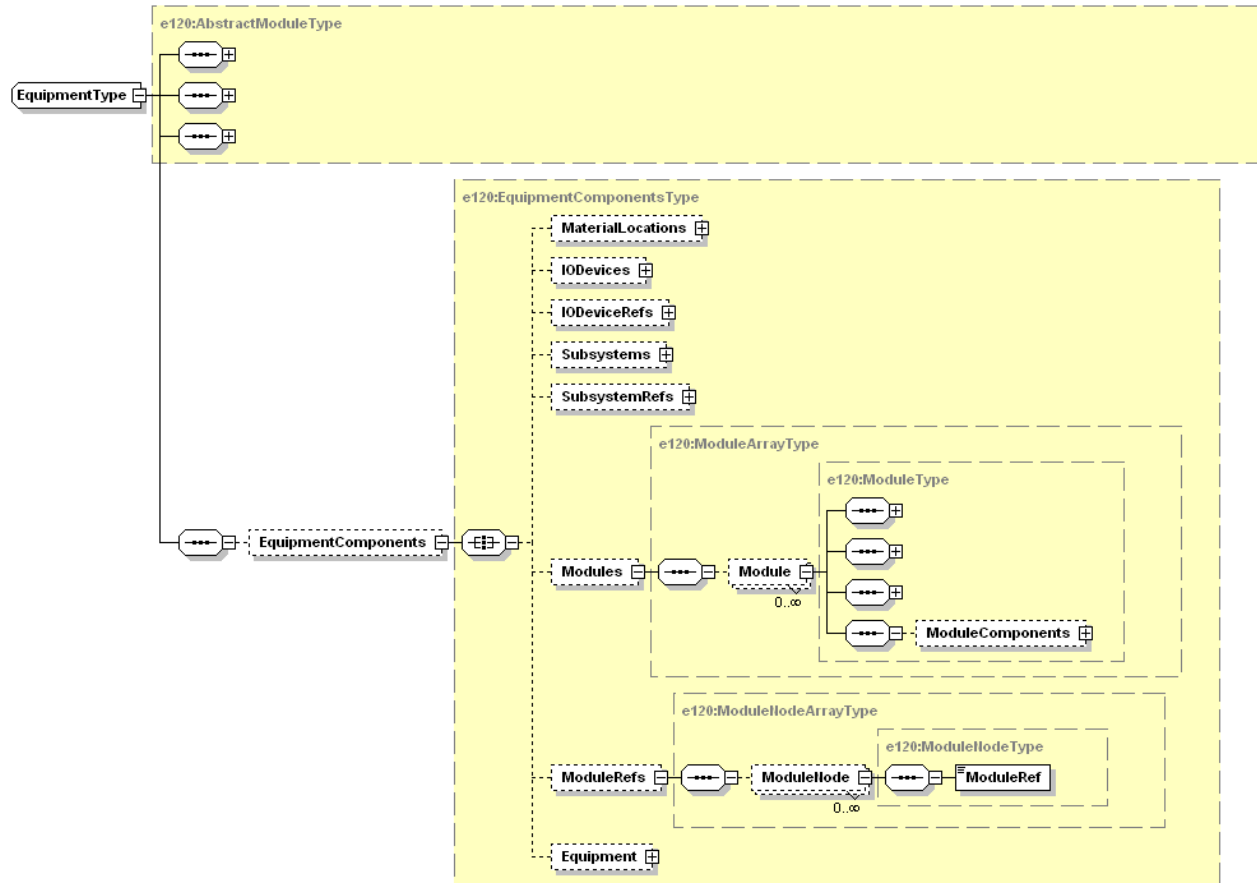 e120:AbstractModuleType
EquipmentType
e120:EquipmentComponentsType
MaterialLocations
IODevices
IODeviceRefs
Subsystems
SubsystemRefs
e120:ModuleArrayType
e120:ModuleType
EquipmentComponents
Modules
Module
0..∞
ModuleComponents
e120:ModuleNodeArrayType
e120:ModuleNodeType
ModuleRefs
ModuleNode
ModuleRef
0..∞
Equipment